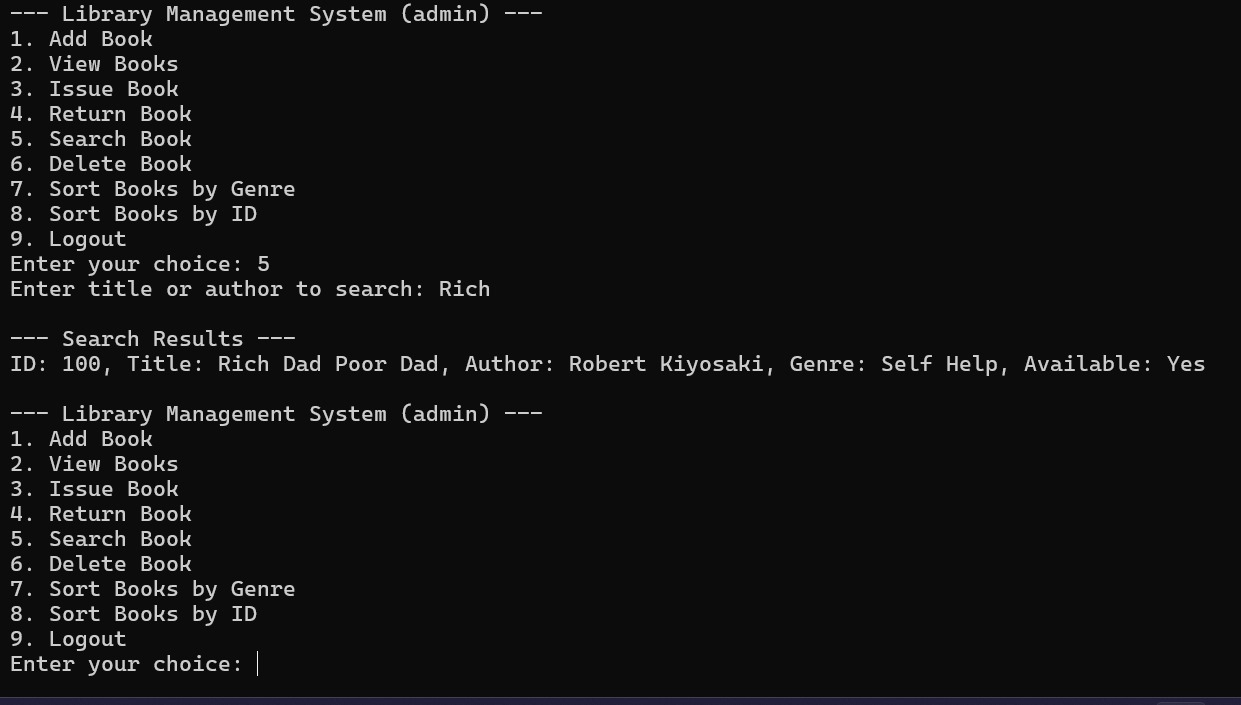 --- Library Management System (admin) ---
1. Add Book
2. View Books
3. Issue Book
4. Return Book
5. Search Book
6. Delete Book
7. Sort Books by Genre
8. Sort Books by ID
9. Logout
Enter your choice: 5
Enter title or author to search: Rich
--- Search Results ---
ID: 100, Title: Rich Dad Poor Dad, Author: Robert Kiyosaki, Genre: Self Help, Available: Yes
--- Library Management System (admin) ---
1. Add Book
2. View Books
3. Issue Book
4. Return Book
5. Search Book
6. Delete Book
7. Sort Books by Genre
8. Sort Books by ID
9. Logout
Enter your choice: